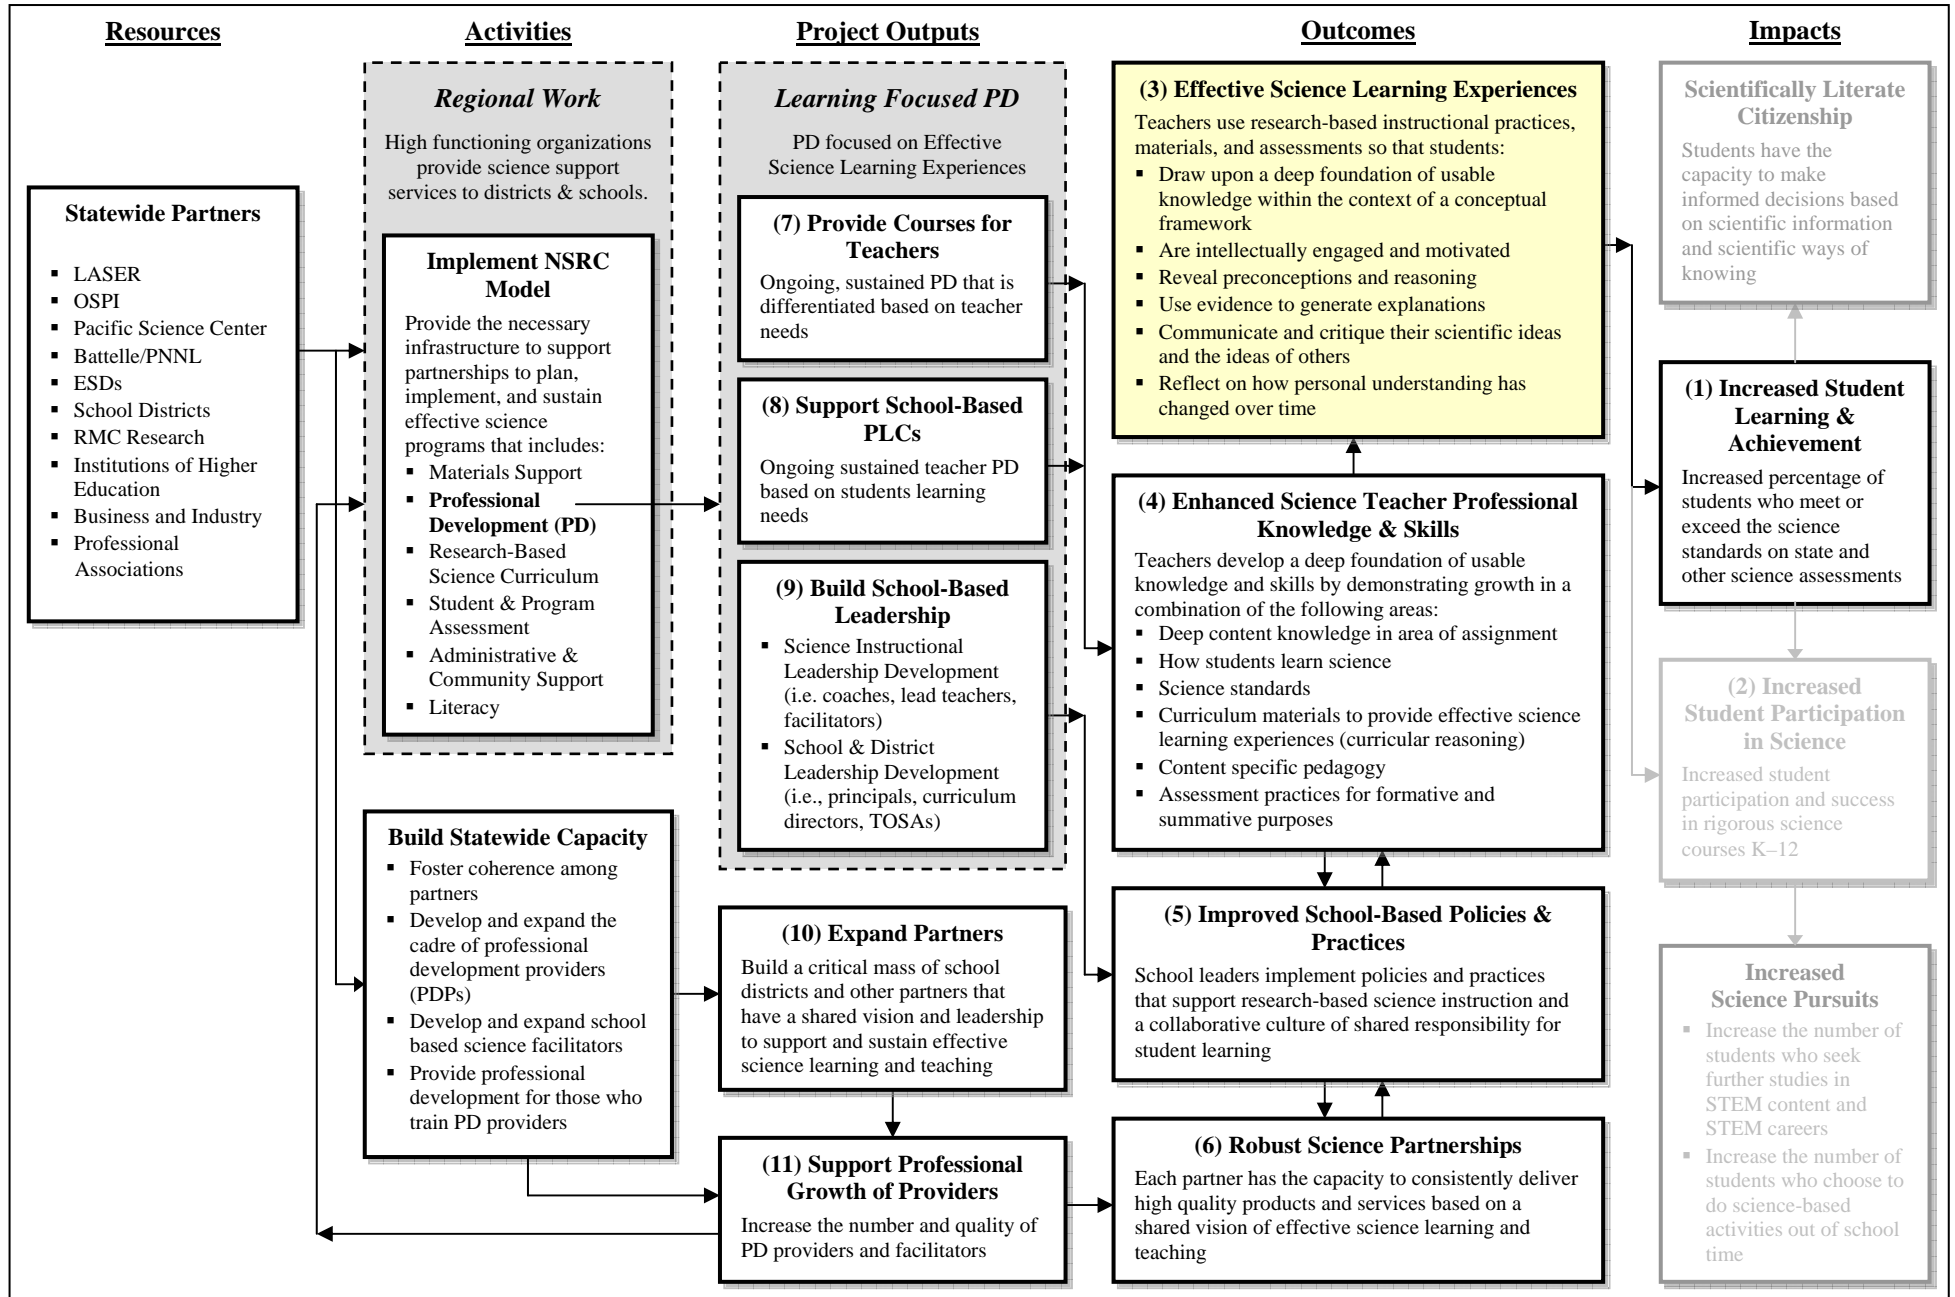 Resources
Activities
Project Outputs
Outcomes
Impacts
Statewide Partners
▪ LASER
▪ OSPI
▪ Pacific Science Center
▪ Battelle/PNNL
▪ ESDs
▪ School Districts
▪ RMC Research
▪ Institutions of Higher
Education
▪ Business and Industry
▪ Professional
Associations
Regional Work
High functioning organizations
provide science support
services to districts & schools.
Implement NSRC
Model
Provide the necessary
infrastructure to support
partnerships to plan,
implement, and sustain
effective science
programs that includes:
▪ Materials Support
▪ Professional
Development (PD)
▪ Research-Based
Science Curriculum
▪ Student & Program
Assessment
▪ Administrative &
Community Support
▪ Literacy
Build Statewide Capacity
▪ Foster coherence among
partners
▪ Develop and expand the
cadre of professional
development providers
(PDPs)
▪ Develop and expand school
based science facilitators
▪ Provide professional
development for those who
train PD providers
Learning Focused PD
PD focused on Effective
Science Learning Experiences
(7) Provide Courses for
Teachers
Ongoing, sustained PD that is
differentiated based on teacher
needs
(8) Support School-Based
PLCs
Ongoing sustained teacher PD
based on students learning
needs
(9) Build School-Based
Leadership
▪ Science Instructional
Leadership Development
(i.e. coaches, lead teachers,
facilitators)
▪ School & District
Leadership Development
(i.e., principals, curriculum
directors, TOSAs)
(10) Expand Partners
Build a critical mass of school
districts and other partners that
have a shared vision and leadership
to support and sustain effective
science learning and teaching
(11) Support Professional
Growth of Providers
Increase the number and quality of
PD providers and facilitators
(3) Effective Science Learning Experiences
Teachers use research-based instructional practices,
materials, and assessments so that students:
▪ Draw upon a deep foundation of usable
knowledge within the context of a conceptual
framework
▪ Are intellectually engaged and motivated
▪ Reveal preconceptions and reasoning
▪ Use evidence to generate explanations
▪ Communicate and critique their scientific ideas
and the ideas of others
▪ Reflect on how personal understanding has
changed over time
(4) Enhanced Science Teacher Professional
Knowledge & Skills
Teachers develop a deep foundation of usable
knowledge and skills by demonstrating growth in a
combination of the following areas:
▪ Deep content knowledge in area of assignment
▪ How students learn science
▪ Science standards
▪ Curriculum materials to provide effective science
learning experiences (curricular reasoning)
▪ Content specific pedagogy
▪ Assessment practices for formative and
summative purposes
(5) Improved School-Based Policies &
Practices
School leaders implement policies and practices
that support research-based science instruction and
a collaborative culture of shared responsibility for
student learning
(6) Robust Science Partnerships
Each partner has the capacity to consistently deliver
high quality products and services based on a
shared vision of effective science learning and
teaching
Scientifically Literate
Citizenship
Students have the
capacity to make
informed decisions based
on scientific information
and scientific ways of
knowing
(1) Increased Student
Learning &
Achievement
Increased percentage of
students who meet or
exceed the science
standards on state and
other science assessments
(2) Increased
Student Participation
in Science
Increased student
participation and success
in rigorous science
courses K–12
Increased
Science Pursuits
▪ Increase the number of
students who seek
further studies in
STEM content and
STEM careers
▪ Increase the number of
students who choose to
do science-based
activities out of school
time